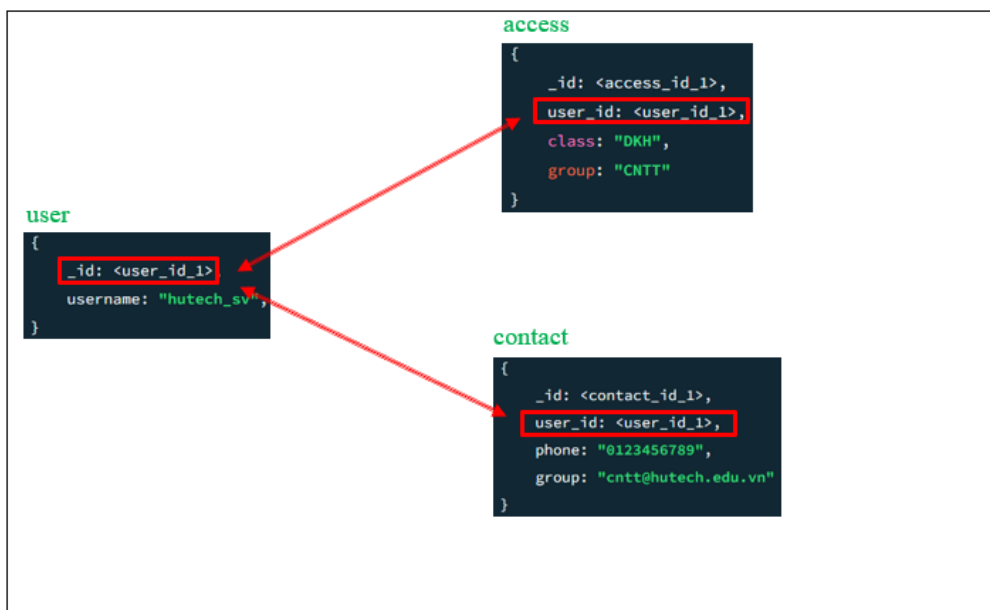 access
{
_id: <access_id_1>,
user_id: <user_id_1>,
class: "DKH",
group: "CNTT"
}
user
{
_id: <user_id_1>,
username: "hutech_sv",
}
contact
{
_id: <contact_id_1>,
user_id: <user_id_1>,
phone: "0123456789",
group: "cntt@hutech.edu.vn"
}